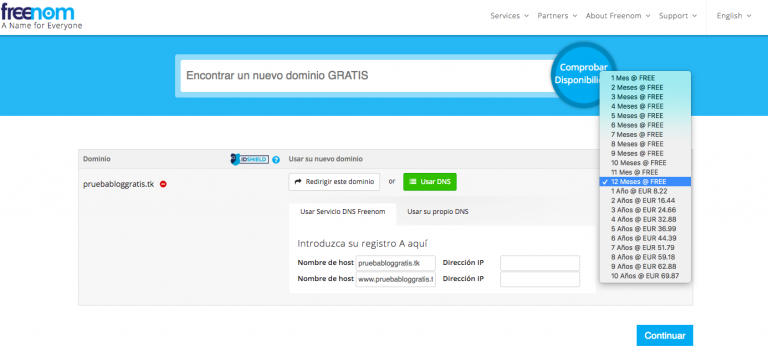 freenom
A Name for Everyone
Services
Partners
About Freenom
Support
English
Encontrar un nuevo dominio GRATIS
Comprobar
Disponibili
1 Mes @ FREE
2 Meses @ FREE
3 Meses @ FREE
4 Meses @ FREE
5 Meses @ FREE
6 Meses @ FREE
7 Meses @ FREE
8 Meses @ FREE
9 Meses @ FREE
10 Meses @ FREE
11 Mes @ FREE
✓ 12 Meses @ FREE
1 Año @ EUR 8.22
2 Años @ EUR 16.44
3 Años @ EUR 24.66
4 Años @ EUR 32.88
5 Años @ EUR 36.99
6 Años @ EUR 44.39
7 Años @ EUR 51.79
8 Años @ EUR 59.18
9 Años @ EUR 62.88
10 Años @ EUR 69.87
Dominio
IDSHIELD ?
Usar su nuevo dominio
pruebabloggratis.tk
Redirigir este dominio or Usar DNS
Usar Servicio DNS Freenom
Usar su propio DNS
Introduzca su registro A aquí
Nombre de host pruebabloggratis.tk Dirección IP
Nombre de host www.pruebabloggratis.t Dirección IP
Continuar